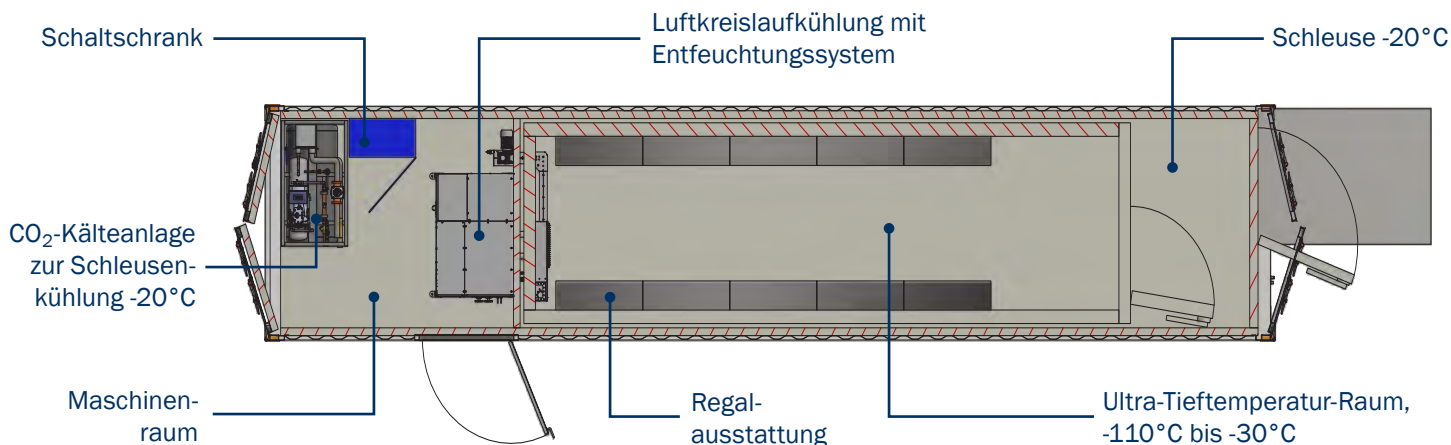 Schaltschrank
Luftkreislaufkühlung mit
Entfeuchtungssystem
Schleuse -20°C
CO₂-Kälteanlage
zur Schleusen-
kühlung -20°C
Maschinen-
raum
Regal-
ausstattung
Ultra-Tieftemperatur-Raum,
-110°C bis -30°C